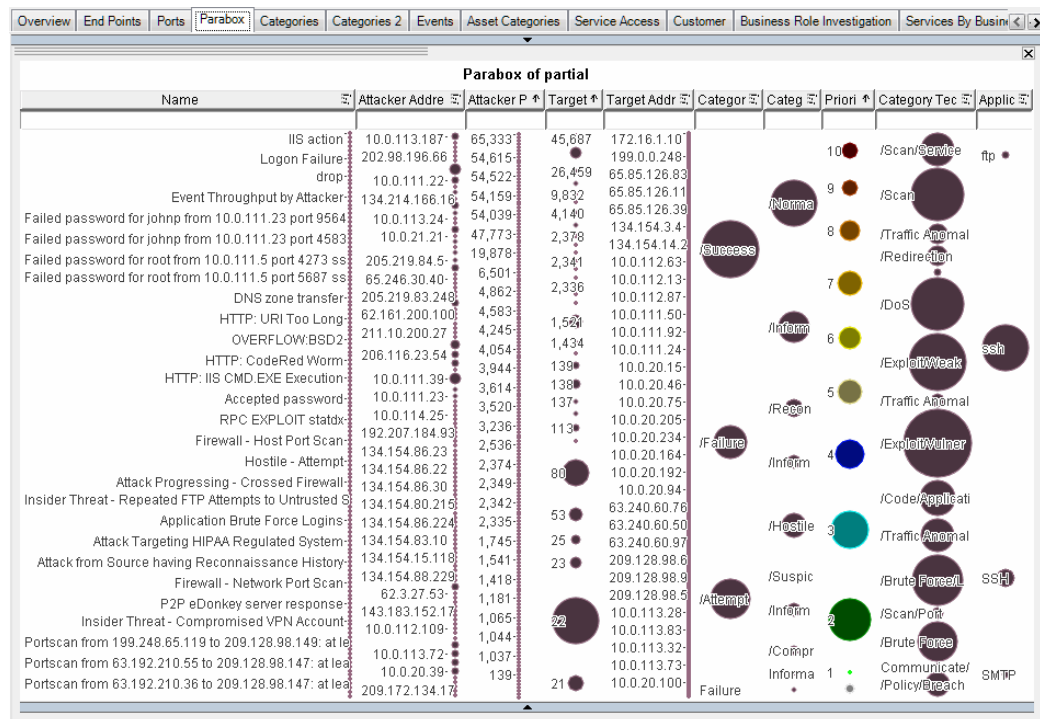 Overview End Points Ports Parabox Categories Categories 2 Events Asset Categories Service Access Customer Business Role Investigation Services By Busin
Parabox of partial
Name Attacker Addre Attacker P Target Target Addr Categor Categ Priori Category Tec Applic
IIS action
Logon Failure
drop
Event Throughput by Attacker
Failed password for johnp from 10.0.111.23 port 9564
Failed password for johnp from 10.0.111.23 port 4583
Failed password for root from 10.0.111.5 port 4273 ss
Failed password for root from 10.0.111.5 port 5687 ss
DNS zone transfer
HTTP: URI Too Long
OVERFLOW:BSD2
HTTP: CodeRed Worm
HTTP: IIS CMD.EXE Execution
Accepted password
RPC EXPLOIT statdx
Firewall - Host Port Scan
Hostile - Attempt
Attack Progressing - Crossed Firewall
Insider Threat - Repeated FTP Attempts to Untrusted S
Application Brute Force Logins
Attack Targeting HIPAA Regulated System
Attack from Source having Reconnaissance History
Firewall - Network Port Scan
P2P eDonkey server response
Insider Threat - Compromised VPN Account
Portscan from 199.248.65.119 to 209.128.98.149: at le
Portscan from 63.192.210.55 to 209.128.98.147: at lea
Portscan from 63.192.210.36 to 209.128.98.147: at lea
10.0.113.187
202.98.196.66
10.0.111.22
134.214.166.16
10.0.113.24
10.0.21.21
205.219.84.5
65.246.30.40
205.219.83.248
62.161.200.100
211.10.200.27
206.116.23.54
10.0.111.39
10.0.111.23
10.0.114.25
192.207.184.93
134.154.86.23
134.154.86.22
134.154.86.30
134.154.80.215
134.154.86.224
134.154.83.10
134.154.15.118
134.154.88.229
62.3.27.53
143.183.152.17
10.0.112.109
10.0.113.72
10.0.20.39
209.172.134.17
65,333
54,615
54,522
54,159
54,039
47,773
19,878
6,501
4,862
4,583
4,245
4,054
3,944
3,614
3,520
3,236
2,536
2,374
2,349
2,342
2,335
1,745
1,541
1,418
1,181
1,065
1,044
1,037
139
45,687
26,459
9,832
4,140
2,378
2,341
2,336
1,521
1,434
139
138
137
113
80
53
25
23
22
21
172.16.1.10
199.0.0.248
65.85.126.83
65.85.126.11
65.85.126.39
134.154.3.4
134.154.14.2
10.0.112.63
10.0.112.13
10.0.112.87
10.0.111.50
10.0.111.92
10.0.111.24
10.0.20.15
10.0.20.46
10.0.20.75
10.0.20.205
10.0.20.234
10.0.20.164
10.0.20.192
10.0.20.94
63.240.60.76
63.240.60.50
63.240.60.97
209.128.98.6
209.128.98.9
209.128.98.5
10.0.113.28
10.0.113.83
10.0.113.32
10.0.113.73
10.0.20.100
/Success
/Failure
/Attempt
Failure
/Norma
/Inform
/Recon
/Inform
/Hostile
/Suspic
/Inform
/Compr
Informa
10
9
8
7
6
5
4
3
2
1
/Scan/Service
/Scan
/Traffic Anomal
/Redirection
/DoS
/Exploit/Weak
/Traffic Anomal
/Exploit/Vulner
/Code/Applicati
/Traffic Anomal
/Brute Force/L
/Scan/Port
/Brute Force
Communicate/
/Policy/Breach
ftp
ssh
SSH
SMTP